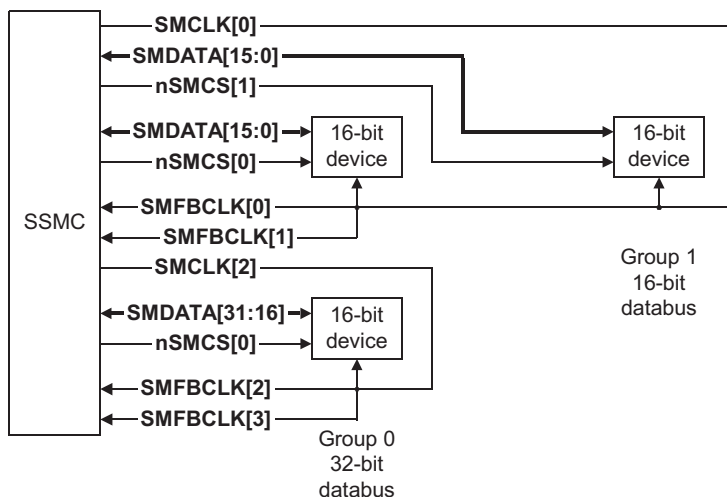 SMCLK[0]
SMDATA[15:0]
nSMCS[1]
SMDATA[15:0]
nSMCS[0]
16-bit
device
16-bit
device
SSMC
SMFBCLK[0]
SMFBCLK[1]
SMCLK[2]
Group 1
16-bit
databus
SMDATA[31:16]
nSMCS[0]
16-bit
device
SMFBCLK[2]
SMFBCLK[3]
Group 0
32-bit
databus